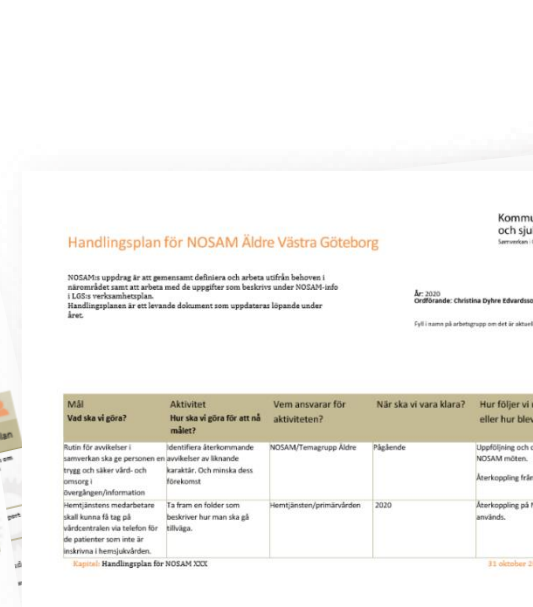 Kommu
och sjul
Handlingsplan för NOSAM Äldre Västra Göteborg
NOSAM:s uppdrag är att gemensamt definiera och arbeta utifrån behoven i
närområdet samt att arbeta med de uppgifter som beskrivs under NOSAM-info
i LGS:s verksamhetsplan.
Handlingsplanen är ett levande dokument som uppdateras löpande under
året.
År: 2020
Ordförande: Christina Dyhre Edvardsso
Fyll i namn på arbetsgrupp om det är aktuell
Mål
Vad ska vi göra?
Aktivitet
Hur ska vi göra för att nå
målet?
Vem ansvarar för
aktiviteten?
När ska vi vara klara?
Hur följer vi
eller hur blev
Rutin för avvikelser i
samverkan ska ge personen en
trygg och säker vård- och
omsorg i
övergången/information
Identifiera återkommande
avvikelser av liknande
karaktär. Och minska dess
förekomst
NOSAM/Temagrupp Äldre
Pågående
Uppföljning och
NOSAM möten.
Återkoppling från
Hemtjänstens medarbetare
skall kunna få tag på
vårdcentralen via telefon för
de patienter som inte är
inskrivna i hemsjukvården.
Ta fram en folder som
beskriver hur man ska gå
tillväga.
Hemtjänsten/primärvården
2020
Återkoppling på
används.
Kapitel: Handlingsplan för NOSAM XXX
31 oktober 2
lan